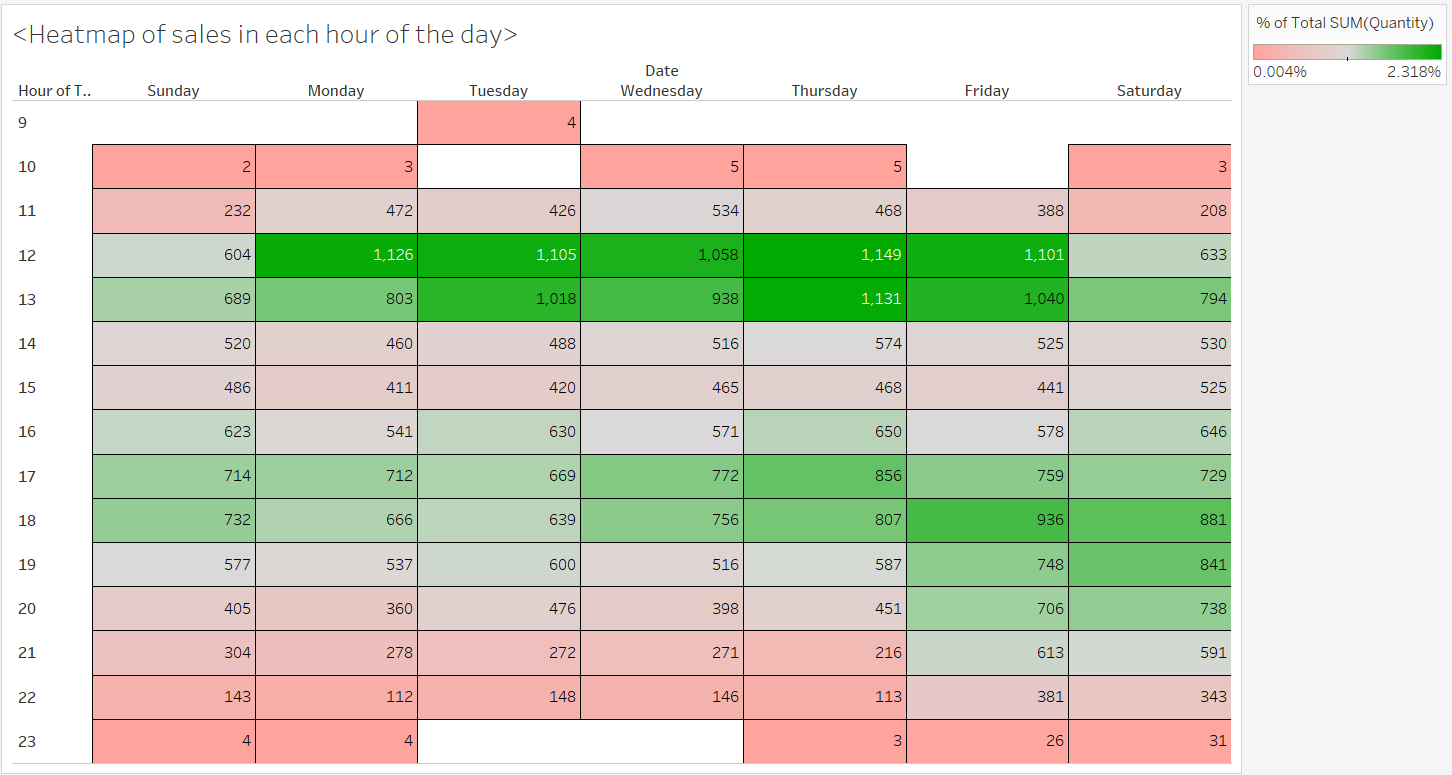 <Heatmap of sales in each hour of the day>
% of Total SUM(Quantity)
0.004% 2.318%
Date
Hour of T.. Sunday Monday Tuesday Wednesday Thursday Friday Saturday
9 4
10 2 3 5 5 3
11 232 472 426 534 468 388 208
12 604 1,126 1,105 1,058 1,149 1,101 633
13 689 803 1,018 938 1,131 1,040 794
14 520 460 488 516 574 525 530
15 486 411 420 465 468 441 525
16 623 541 630 571 650 578 646
17 714 712 669 772 856 759 729
18 732 666 639 756 807 936 881
19 577 537 600 516 587 748 841
20 405 360 476 398 451 706 738
21 304 278 272 271 216 613 591
22 143 112 148 146 113 381 343
23 4 4 3 26 31